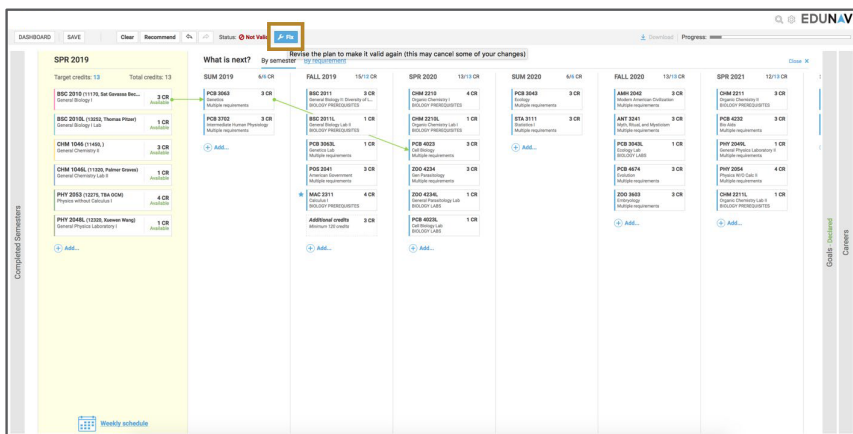 EDUNAV
DASHBOARD SAVE Clear Recommend Status: Not Valid Fix Download Progress:
Revise the plan to make it valid again (this may cancel some of your changes)
SPR 2019
Target credits: 13 Total credits: 13
BSC 2010 (11170, Sat Govassa Bec... 3 CR
General Biology I Available
BSC 2010L (13252, Thomas Pitzer) 1 CR
General Biology I Lab Available
CHM 1046 (11450, ) 3 CR
General Chemistry II Available
CHM 1046L (11320, Palmer Graves) 1 CR
General Chemistry Lab II Available
PHY 2053 (12275, TBA GCM) 4 CR
Physics without Calculus I Available
PHY 2048L (12320, Xuewen Wang) 1 CR
General Physics Laboratory I Available
Add...
Weekly schedule
What is next? By semester By requirement Close X
SUM 2019 6/6 CR
PCB 3063 3 CR
Genetics
Multiple requirements
PCB 3702 3 CR
Intermediate Human Physiology
Multiple requirements
Add...
FALL 2019 15/12 CR
BSC 2011 3 CR
General Biology II: Diversity of L...
BIOLOGY PREREQUISITES
BSC 2011L 1 CR
General Biology Lab II
BIOLOGY PREREQUISITES
PCB 3063L 1 CR
Genetics Lab
Multiple requirements
POS 2041 3 CR
American Government
Multiple requirements
MAC 2311 4 CR
Calculus I
BIOLOGY PREREQUISITES
Additional credits 3 CR
Minimum 120 credits
Add...
SPR 2020 13/13 CR
CHM 2210 4 CR
Organic Chemistry I
BIOLOGY PREREQUISITES
CHM 2210L 1 CR
Organic Chemistry Lab I
BIOLOGY PREREQUISITES
PCB 4023 3 CR
Cell Biology
Multiple requirements
ZOO 4234 3 CR
Gen Parasitology
Multiple requirements
ZOO 4234L 1 CR
General Parasitology Lab
BIOLOGY LABS
PCB 4023L 1 CR
Cell Biology Lab
BIOLOGY LABS
Add...
SUM 2020 6/6 CR
PCB 3043 3 CR
Ecology
Multiple requirements
STA 3111 3 CR
Statistics I
Multiple requirements
Add...
FALL 2020 13/13 CR
AMH 2042 3 CR
Modern American Civilization
Multiple requirements
ANT 3241 3 CR
Myth, Ritual, and Mysticism
Multiple requirements
PCB 3043L 1 CR
Ecology Lab
BIOLOGY LABS
PCB 4674 3 CR
Evolution
Multiple requirements
ZOO 3603 3 CR
Embryology
Multiple requirements
Add...
SPR 2021 12/13 CR
CHM 2211 3 CR
Organic Chemistry II
BIOLOGY PREREQUISITES
PCB 4232 3 CR
Multiple requirements
PHY 2049L 1 CR
General Physics Laboratory II
Multiple requirements
PHY 2054 4 CR
Physics W/O Calc II
Multiple requirements
CHM 2211L 1 CR
Organic Chemistry Lab II
BIOLOGY PREREQUISITES
Add...
Completed Semesters
Goals - Declared
Careers